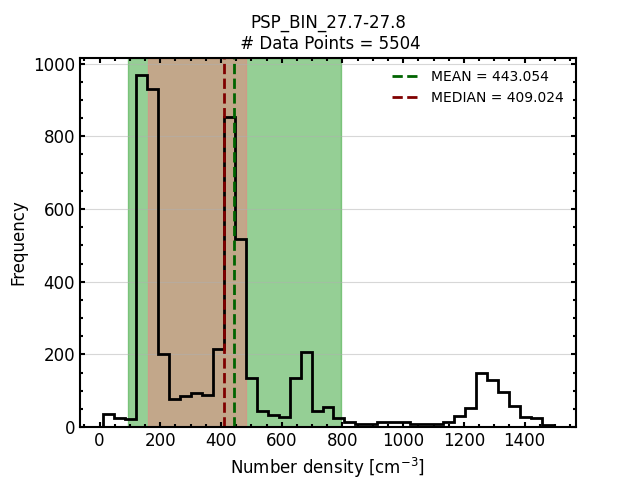 PSP_BIN_27.7-27.8
# Data Points = 5504
MEAN = 443.054
MEDIAN = 409.024
1000
800
600
400
200
0
Frequency
0 200 400 600 800 1000 1200 1400
Number density [cm⁻³]